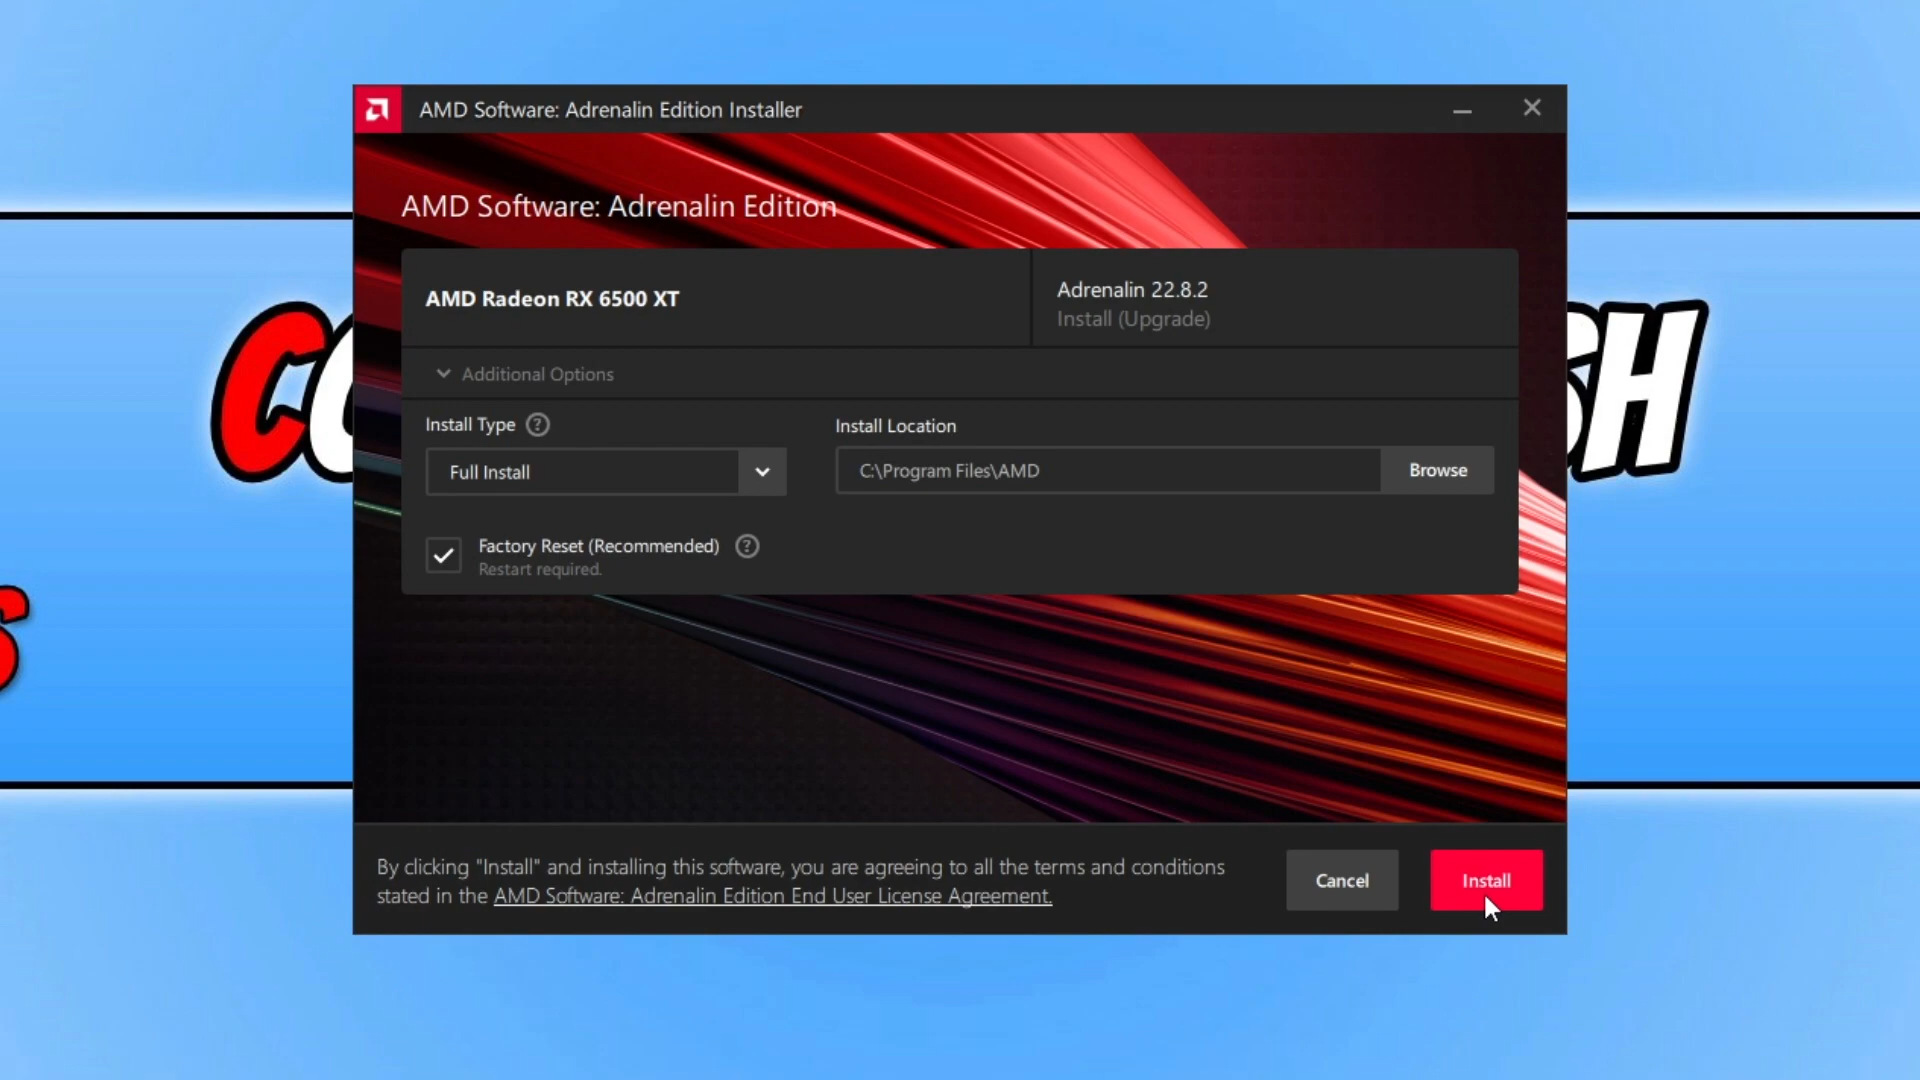 AMD Software: Adrenalin Edition Installer
AMD Software: Adrenalin Edition
AMD Radeon RX 6500 XT
Adrenalin 22.8.2
Install (Upgrade)
Additional Options
Install Type ?
Install Location
Full Install
C:\Program Files\AMD
Browse
Factory Reset (Recommended) ?
Restart required.
By clicking "Install" and installing this software, you are agreeing to all the terms and conditions
stated in the AMD Software: Adrenalin Edition End User License Agreement.
Cancel
Install